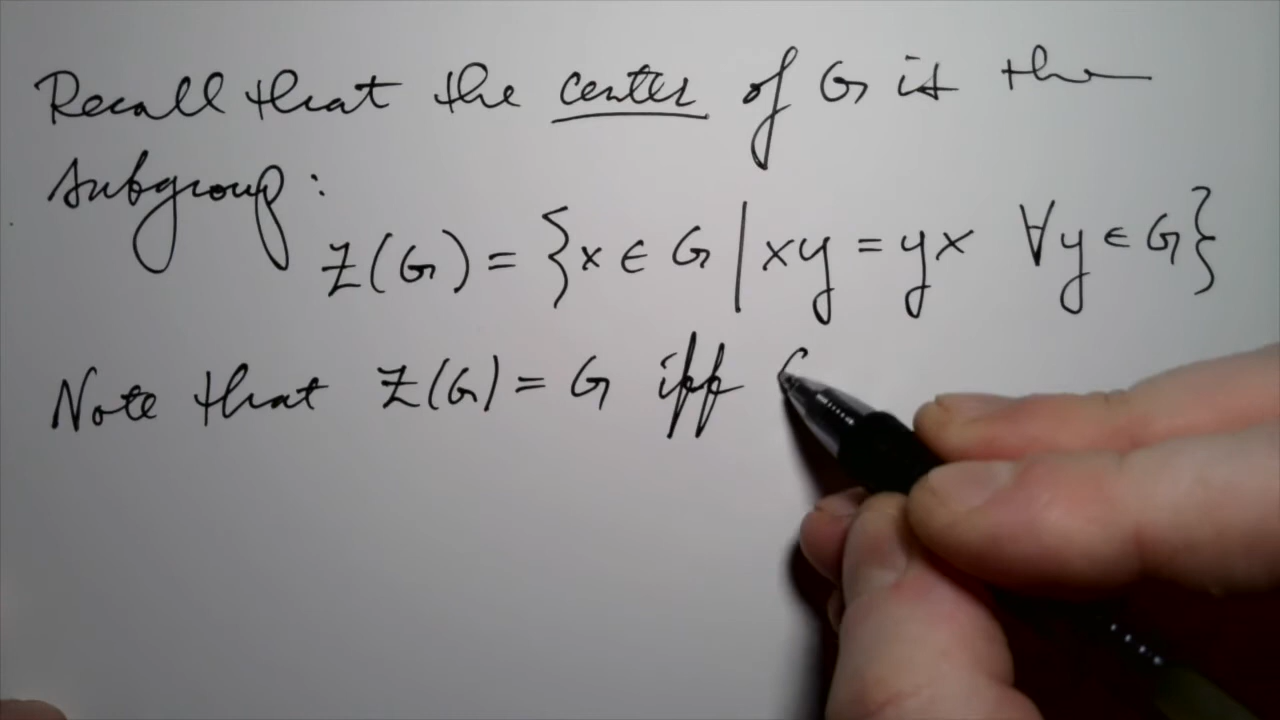 Recall that the center of G is the
subgroup:
Z(G) = {x ∈ G | xy = yx ∀y ∈ G}
Note that Z(G) = G iff